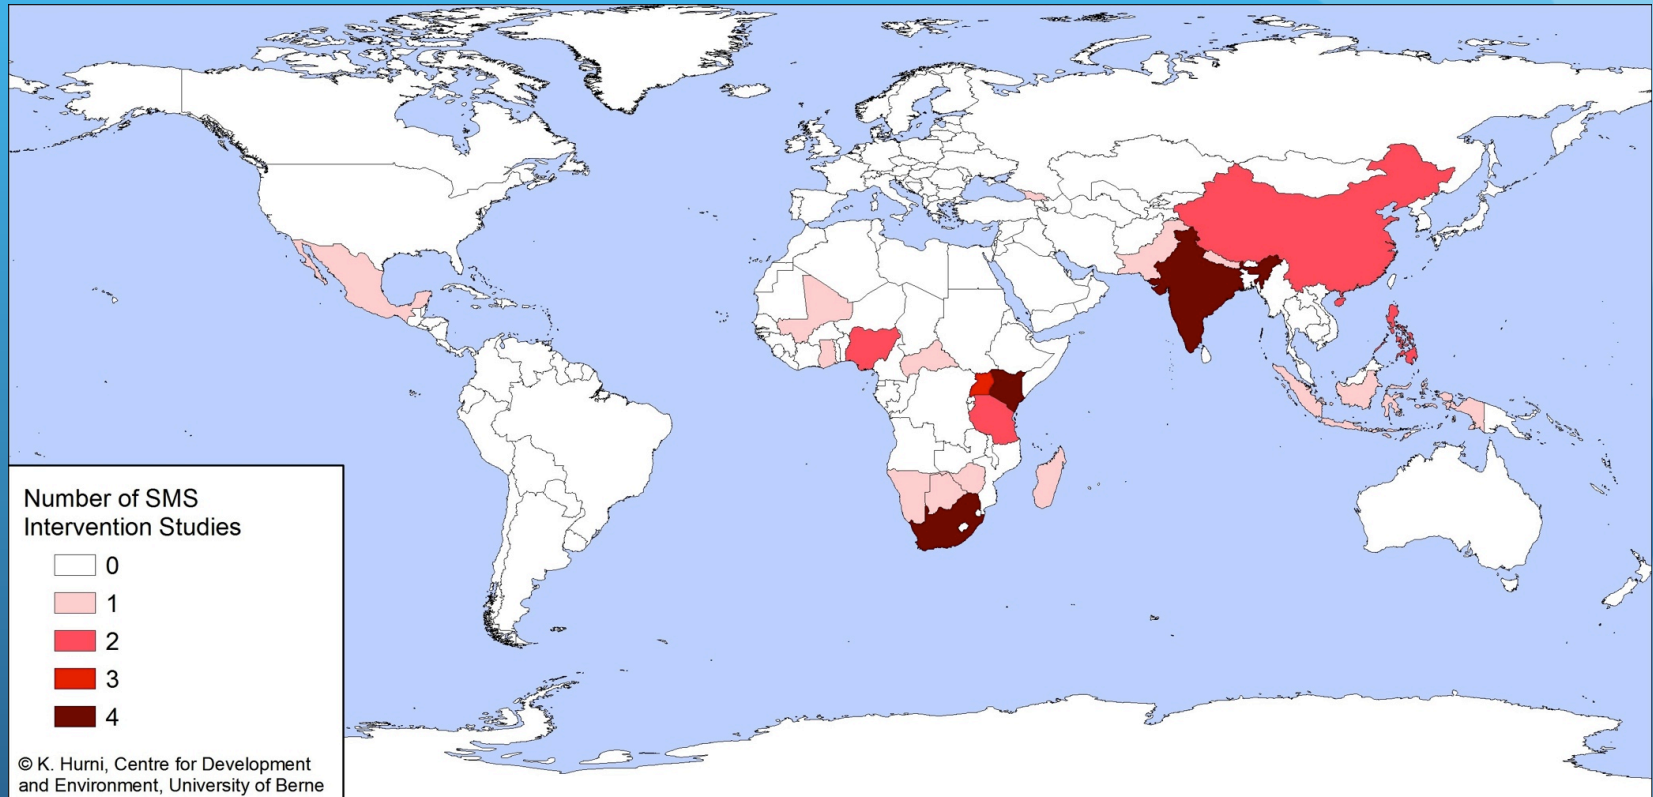 Number of SMS
Intervention Studies
0
1
2
3
4
© K. Hurni, Centre for Development
and Environment, University of Berne